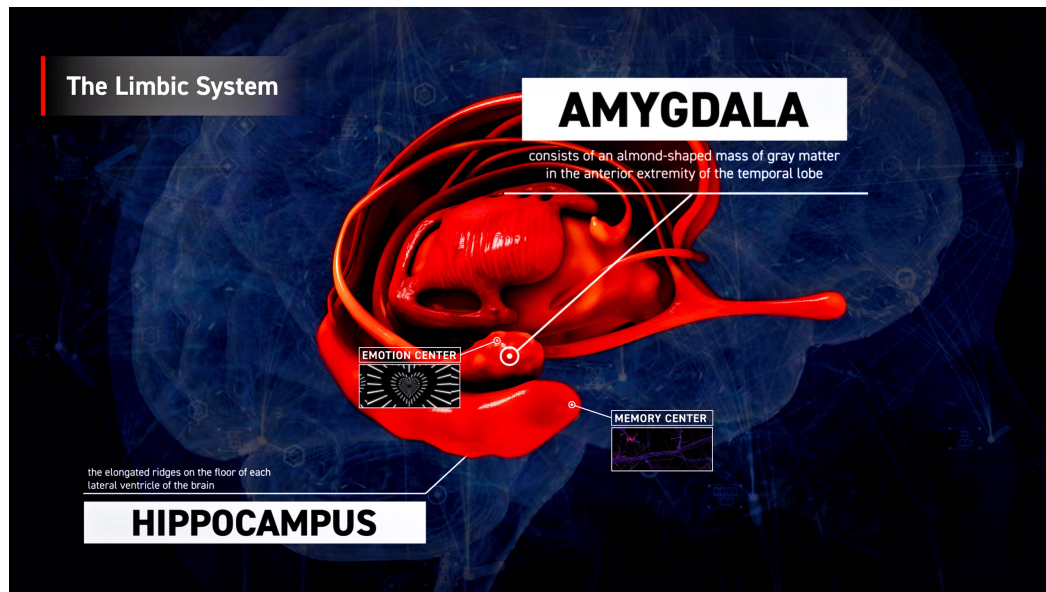 The Limbic System
AMYGDALA
consists of an almond-shaped mass of gray matter
in the anterior extremity of the temporal lobe
EMOTION CENTER
MEMORY CENTER
the elongated ridges on the floor of each
lateral ventricle of the brain
HIPPOCAMPUS